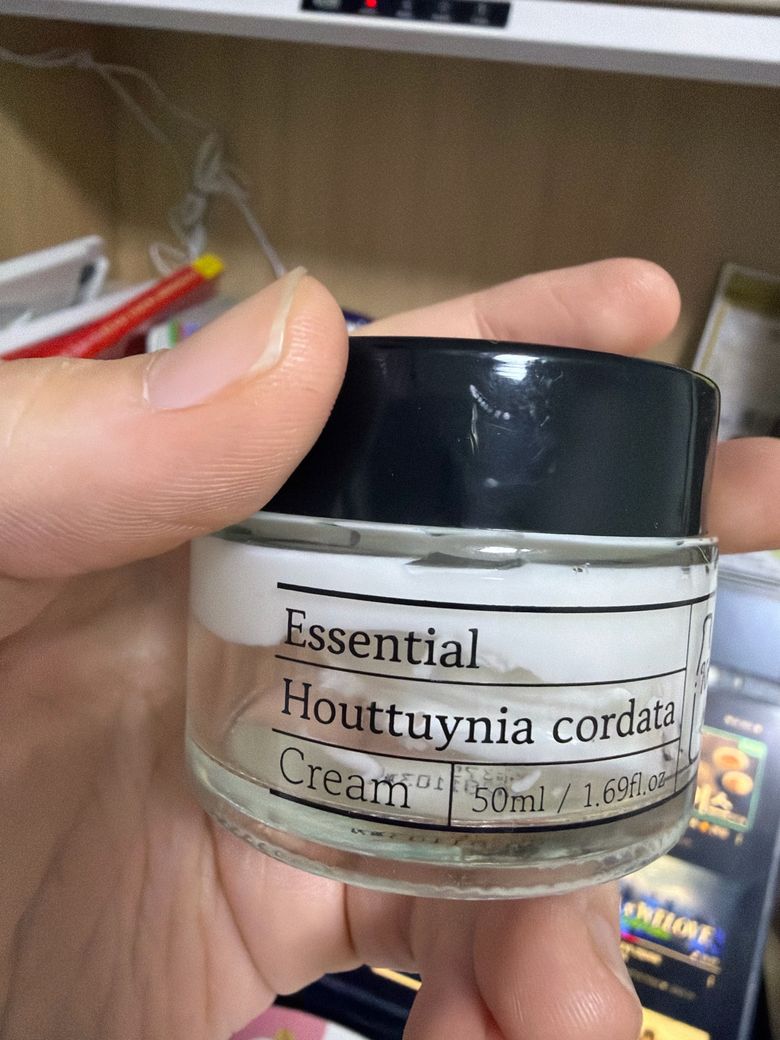 Essential
Houttuynia cordata
Cream
50ml / 1.69fl.oz